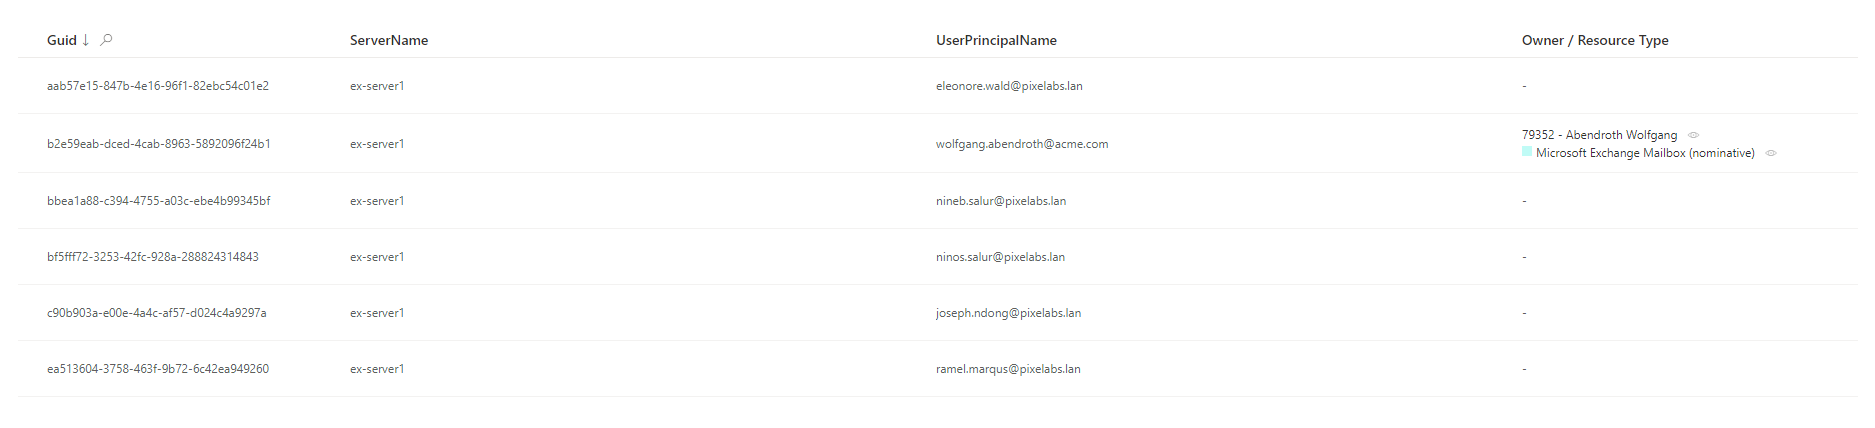 Guid ServerName UserPrincipalName Owner / Resource Type
aab57e15-847b-4e16-96f1-82ebc54c01e2 ex-server1 eleonore.wald@pixelabs.lan -
b2e59eab-dced-4cab-8963-5892096f24b1 ex-server1 wolfgang.abendroth@acme.com 79352 - Abendroth Wolfgang
Microsoft Exchange Mailbox (nominative)
bbea1a88-c394-4755-a03c-ebe4b99345bf ex-server1 nineb.salur@pixelabs.lan -
bf5fff72-3253-42fc-928a-288824314843 ex-server1 ninos.salur@pixelabs.lan -
c90b903a-e00e-4a4c-af57-d024c4a9297a ex-server1 joseph.ndong@pixelabs.lan -
ea513604-3758-463f-9b72-6c42ea949260 ex-server1 ramel.marqus@pixelabs.lan -